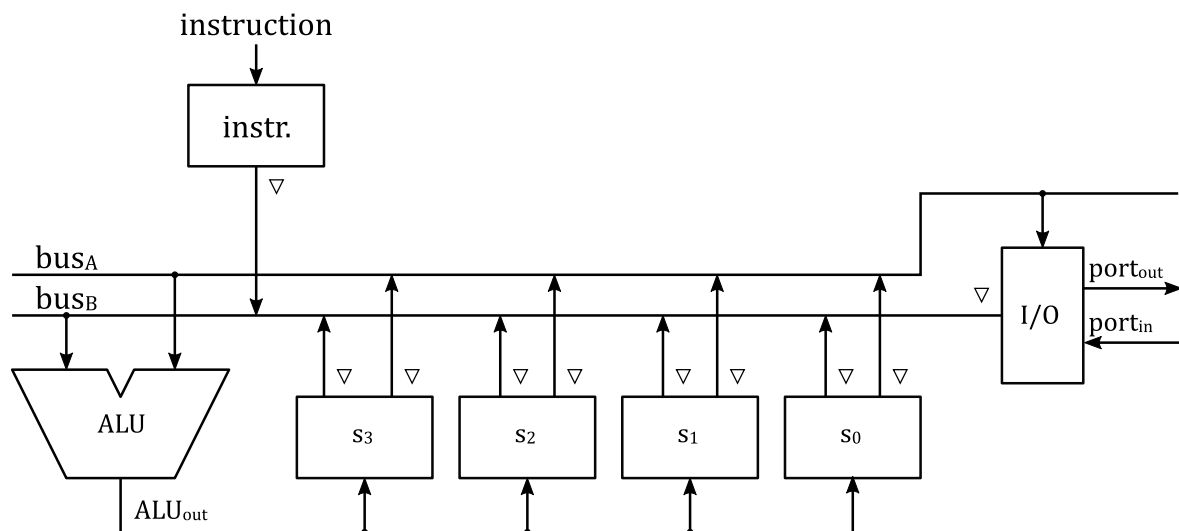 instruction
instr.
busA
busB
portout
I/O
portin
ALU
s3
s2
s1
s0
ALUout